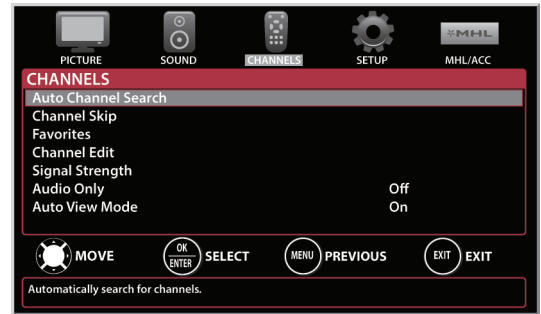 MHL
PICTURE SOUND CHANNELS SETUP MHL/ACC
CHANNELS
Auto Channel Search
Channel Skip
Favorites
Channel Edit
Signal Strength
Audio Only Off
Auto View Mode On
MOVE OK ENTER SELECT MENU PREVIOUS EXIT EXIT
Automatically search for channels.